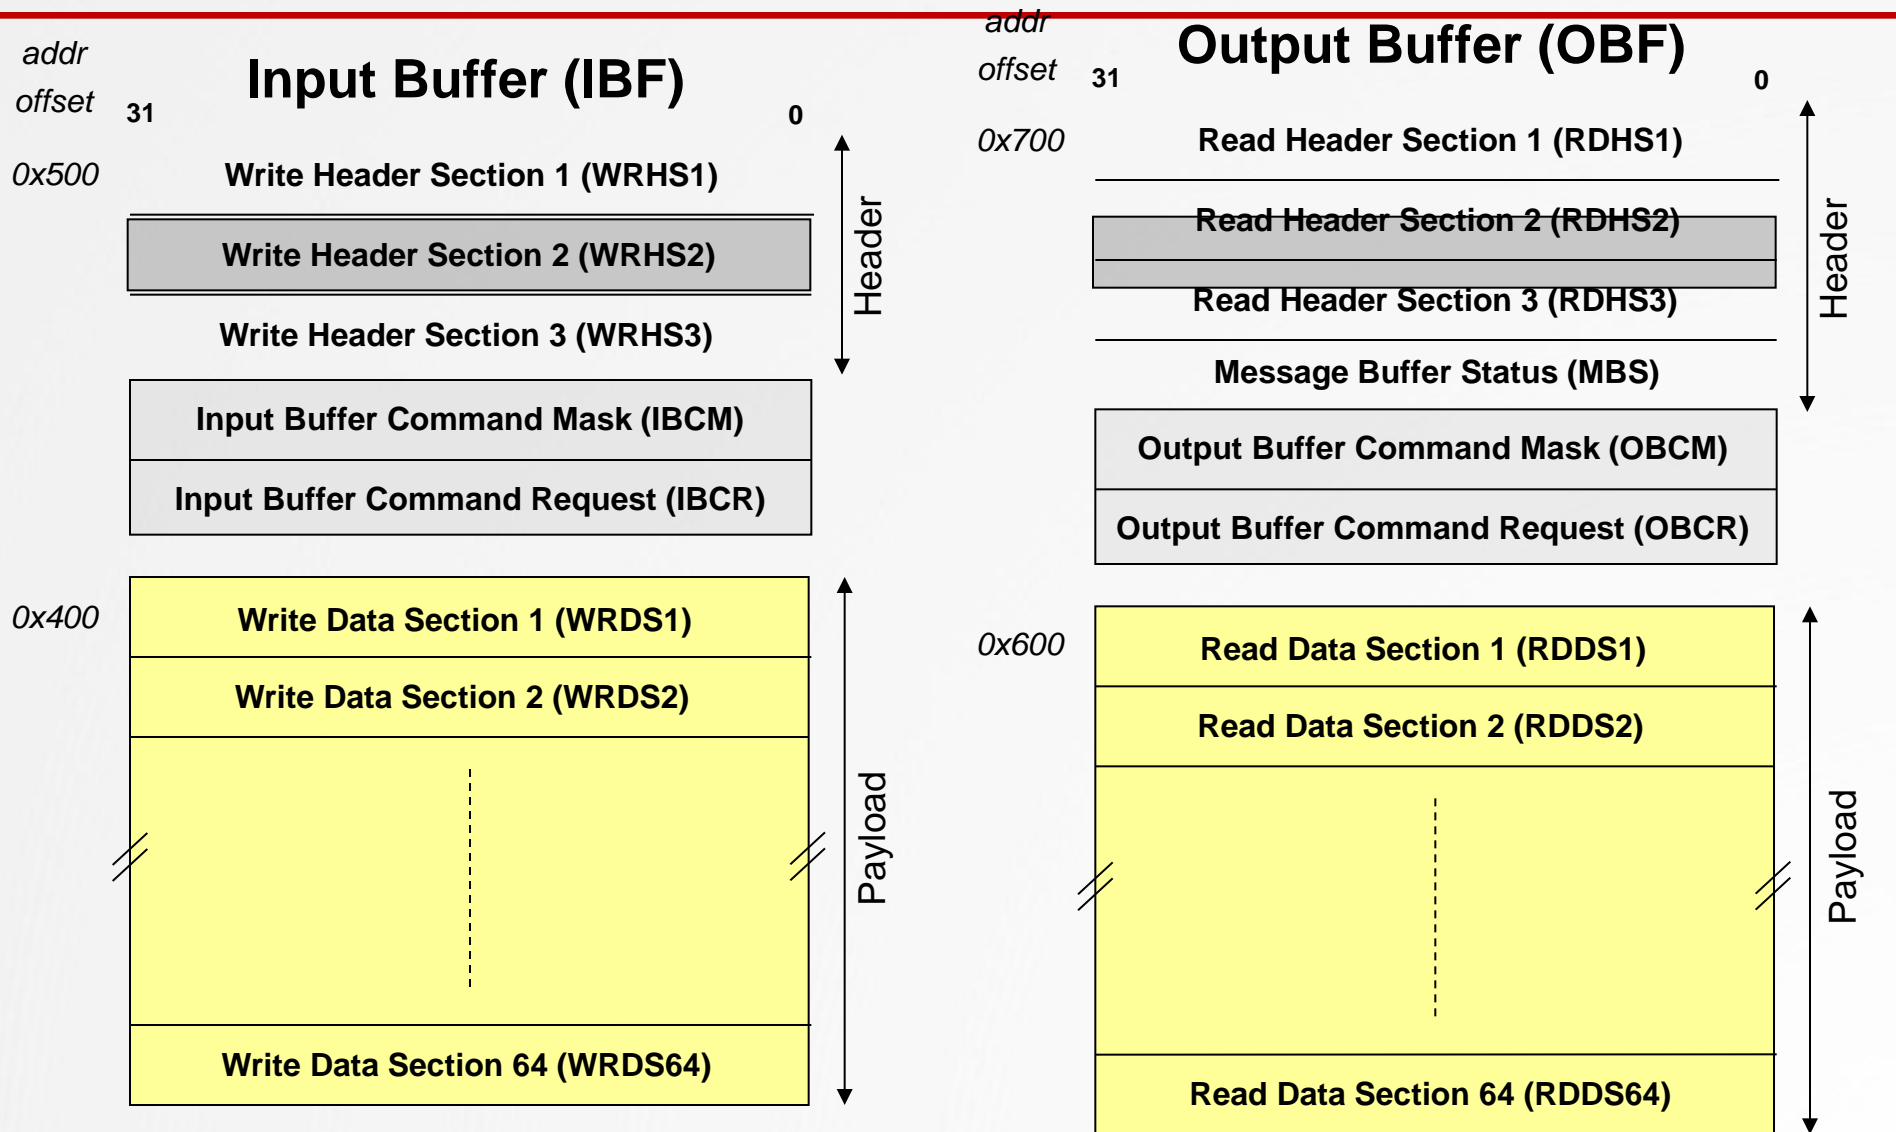 addr
offset
Input Buffer (IBF)
31
0
0x500
Write Header Section 1 (WRHS1)
Write Header Section 2 (WRHS2)
Write Header Section 3 (WRHS3)
Header
Input Buffer Command Mask (IBCM)
Input Buffer Command Request (IBCR)
0x400
Write Data Section 1 (WRDS1)
Write Data Section 2 (WRDS2)
Payload
Write Data Section 64 (WRDS64)
addr
offset
Output Buffer (OBF)
31
0
0x700
Read Header Section 1 (RDHS1)
Read Header Section 2 (RDHS2)
Read Header Section 3 (RDHS3)
Header
Message Buffer Status (MBS)
Output Buffer Command Mask (OBCM)
Output Buffer Command Request (OBCR)
0x600
Read Data Section 1 (RDDS1)
Read Data Section 2 (RDDS2)
Payload
Read Data Section 64 (RDDS64)